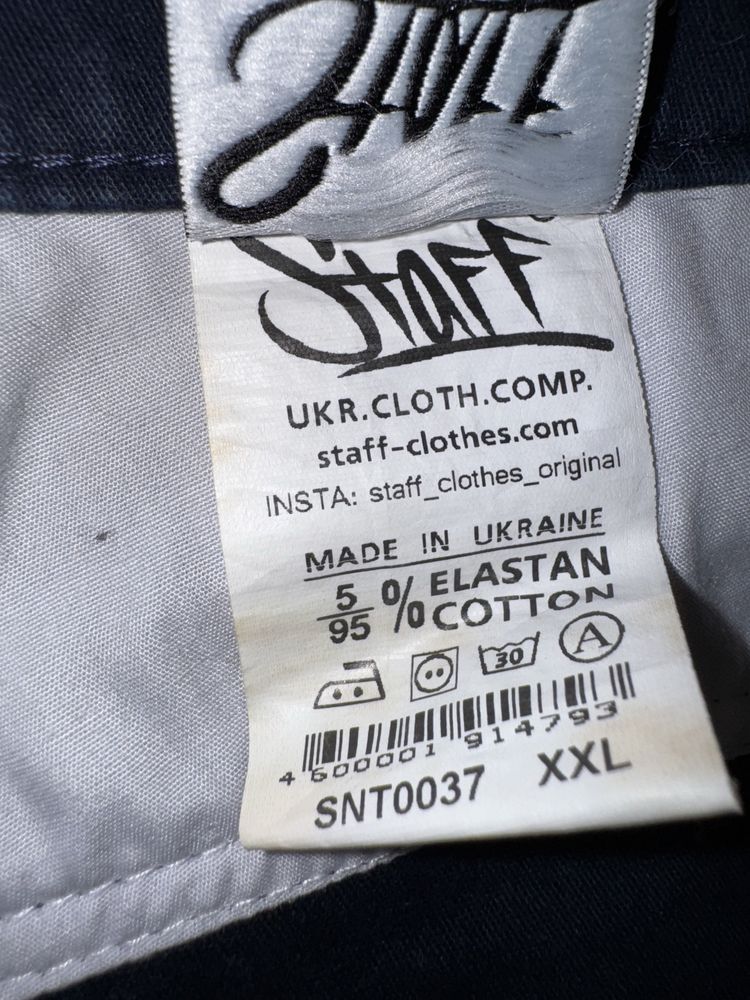 Staff
Staff
UKR.CLOTH.COMP.
staff-clothes.com
INSTA: staff_clothes_original
MADE IN UKRAINE
5 % ELASTAN
95 % COTTON
30 A
4 600001 914793
SNT0037 XXL